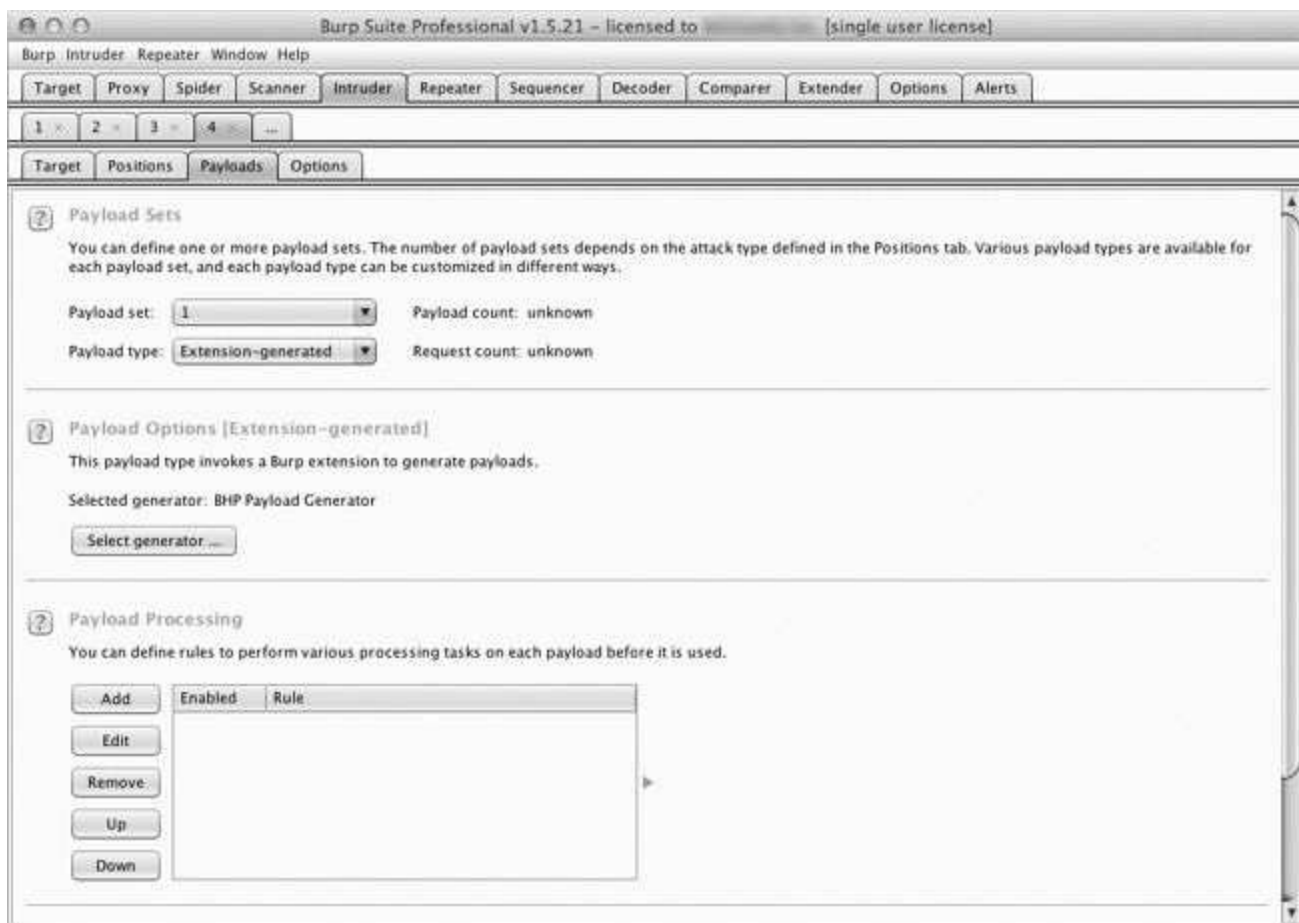 Burp Suite Professional v1.5.21 – licensed to [single user license]
Burp Intruder Repeater Window Help
Target Proxy Spider Scanner Intruder Repeater Sequencer Decoder Comparer Extender Options Alerts
1 × 2 × 3 × 4 × ...
Target Positions Payloads Options
? Payload Sets
You can define one or more payload sets. The number of payload sets depends on the attack type defined in the Positions tab. Various payload types are available for
each payload set, and each payload type can be customized in different ways.
Payload set: 1 Payload count: unknown
Payload type: Extension-generated Request count: unknown
? Payload Options [Extension-generated]
This payload type invokes a Burp extension to generate payloads.
Selected generator: BHP Payload Generator
Select generator ...
? Payload Processing
You can define rules to perform various processing tasks on each payload before it is used.
Add Enabled Rule
Edit
Remove
Up
Down